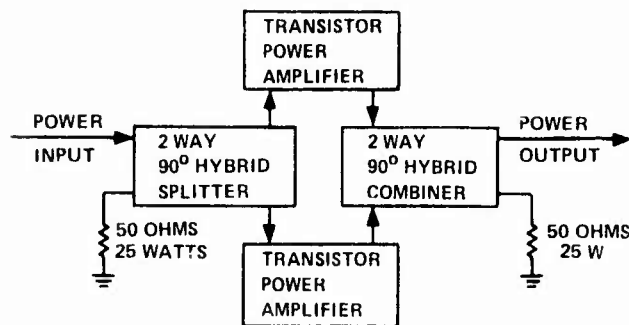 TRANSISTOR
POWER
AMPLIFIER
POWER
INPUT
2 WAY
90° HYBRID
SPLITTER
2 WAY
90° HYBRID
COMBINER
POWER
OUTPUT
50 OHMS
25 WATTS
50 OHMS
25 W
TRANSISTOR
POWER
AMPLIFIER